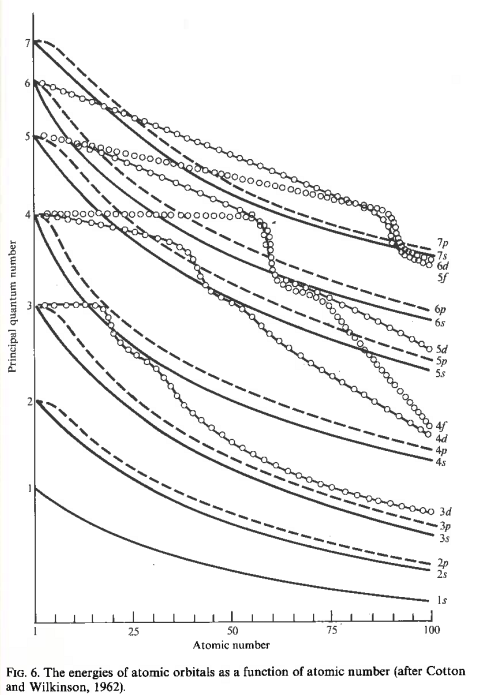 7
6
5
4
3
2
1
Principal quantum number
7p
7s
6d
5f
6p
6s
5d
5p
5s
4f
4d
4p
4s
3d
3p
3s
2p
2s
1s
1 25 50 75 100
Atomic number
FIG. 6. The energies of atomic orbitals as a function of atomic number (after Cotton
and Wilkinson, 1962).